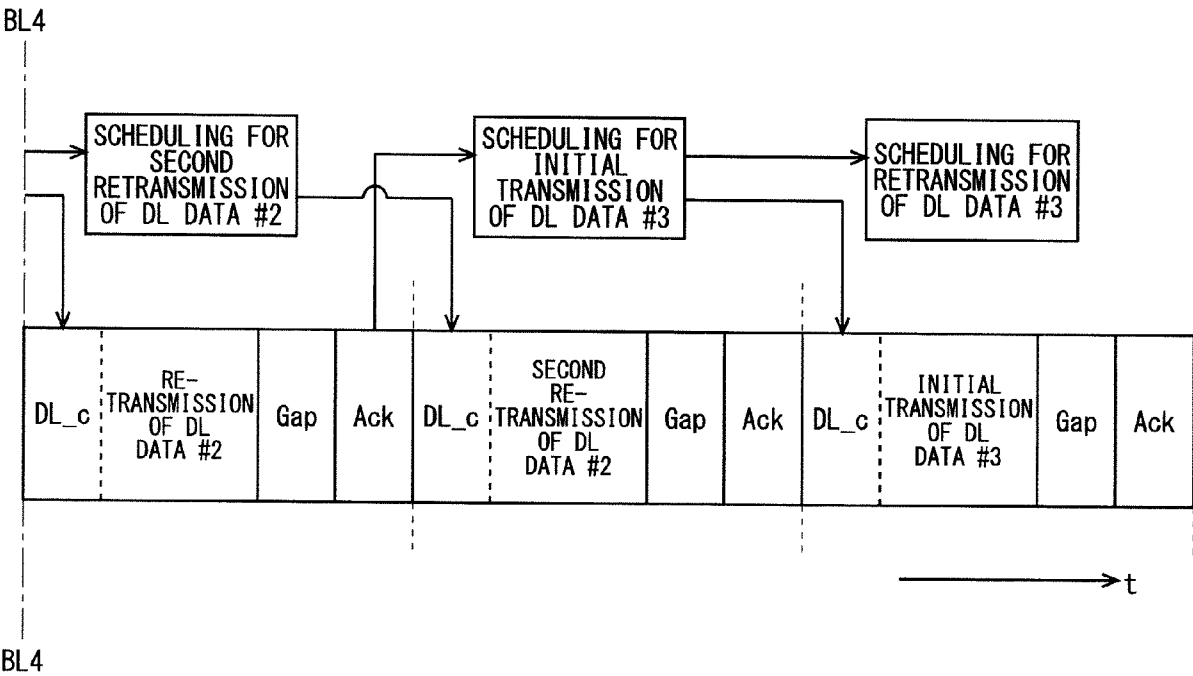 BL4
SCHEDULING FOR
SECOND
RETRANSMISSION
OF DL DATA #2
SCHEDULING FOR
INITIAL
TRANSMISSION
OF DL DATA #3
SCHEDULING FOR
RETRANSMISSION
OF DL DATA #3
DL_c
RE-
TRANSMISSION
OF DL
DATA #2
Gap
Ack
DL_c
SECOND
RE-
TRANSMISSION
OF DL
DATA #2
Gap
Ack
DL_c
INITIAL
TRANSMISSION
OF DL
DATA #3
Gap
Ack
t
BL4